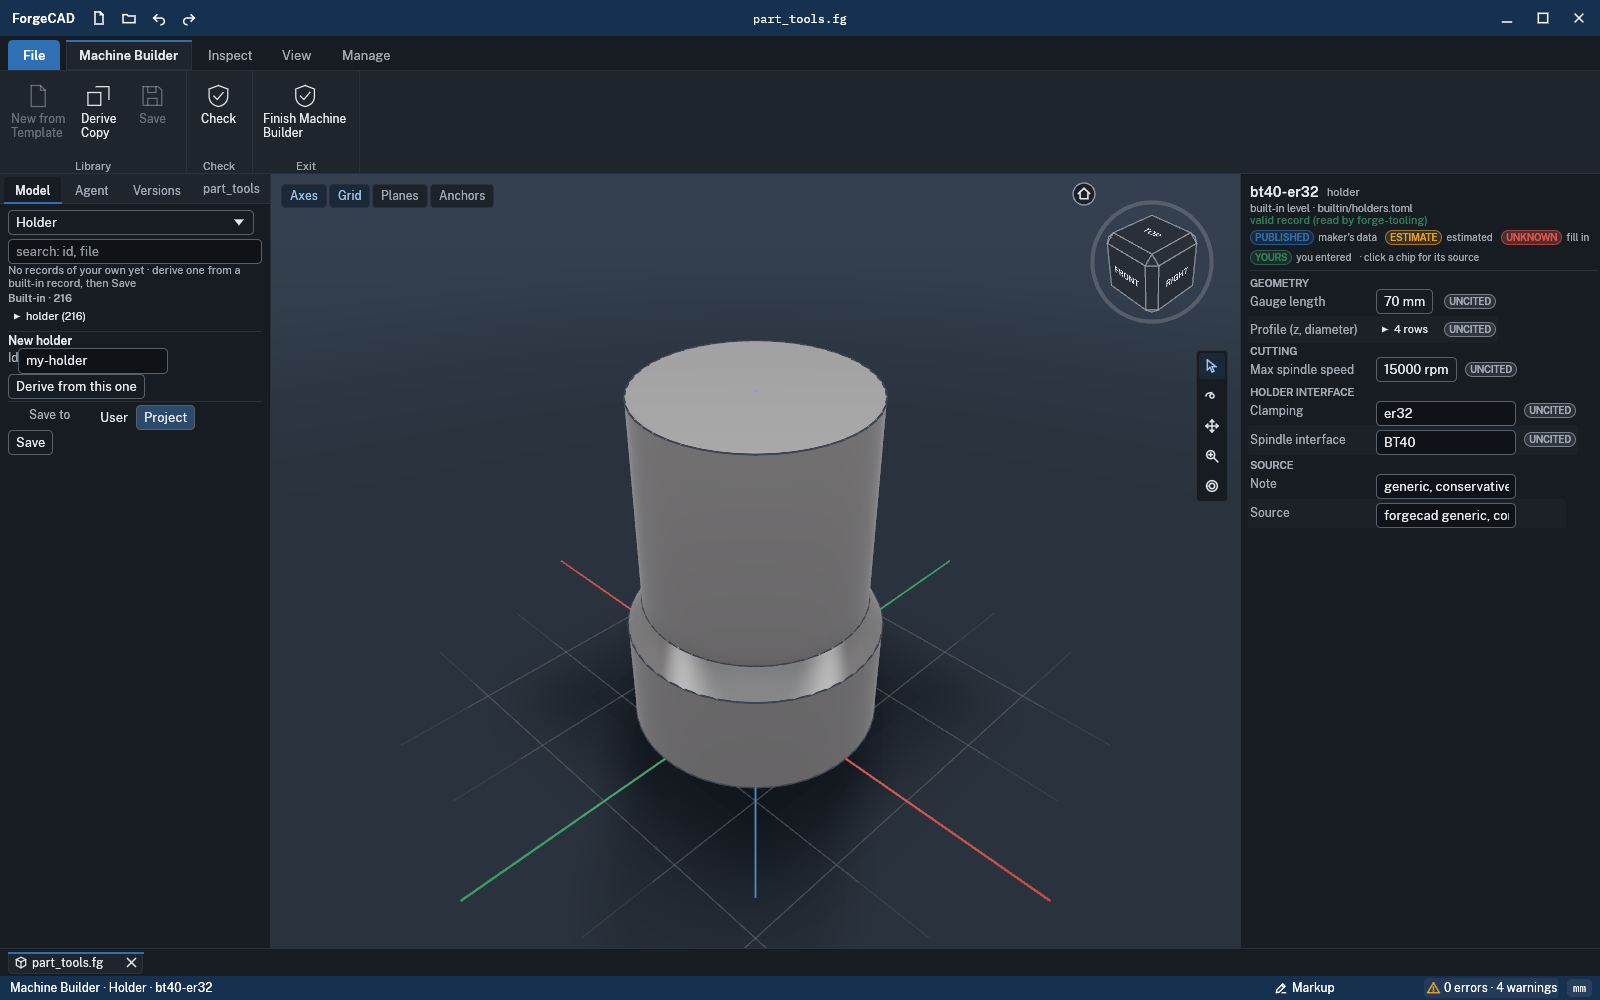 ForgeCAD
part_tools.fg
File
Machine Builder
Inspect
View
Manage
New from Template
Derive Copy
Save
Library
Check
Check
Finish Machine Builder
Exit
Model
Agent
Versions
part_tools
Holder
search: id, file
No records of your own yet · derive one from a
built-in record, then Save
Built-in · 216
holder (216)
New holder
Id
my-holder
Derive from this one
Save to
User
Project
Save
Axes
Grid
Planes
Anchors
TOP
FRONT
RIGHT
bt40-er32 holder
built-in level · builtin/holders.toml
valid record (read by forge-tooling)
PUBLISHED maker's data ESTIMATE estimated UNKNOWN fill in
YOURS you entered · click a chip for its source
GEOMETRY
Gauge length 70 mm UNCITED
Profile (z, diameter) 4 rows UNCITED
CUTTING
Max spindle speed 15000 rpm UNCITED
HOLDER INTERFACE
Clamping er32 UNCITED
Spindle interface BT40 UNCITED
SOURCE
Note generic, conservative
Source forgecad generic, co
part_tools.fg
Machine Builder · Holder · bt40-er32
Markup
0 errors · 4 warnings
mm